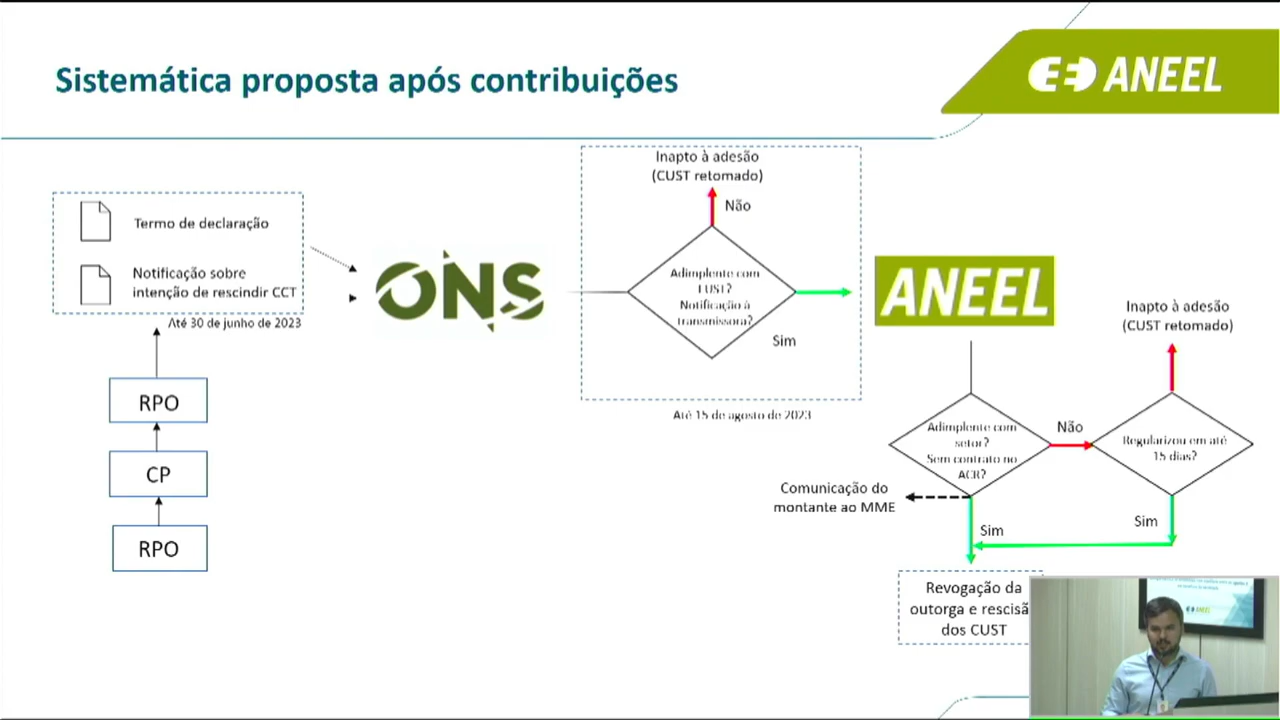 Sistemática proposta após contribuições
ANEEL
Termo de declaração
Notificação sobre
intenção de rescindir CCT
Até 30 de junho de 2023
RPO
CP
RPO
ONS
Inapto à adesão
(CUST retomado)
Não
Adimplente com
CUST?
Notificação à
transmissora?
Sim
Até 15 de agosto de 2023
ANEEL
Adimplente com
setor?
Sem contrato no
ACR?
Não
Comunicação do
montante ao MME
Sim
Inapto à adesão
(CUST retomado)
Regularizou em até
15 dias?
Sim
Revogação da
outorga e rescisã
dos CUST
ANEEL